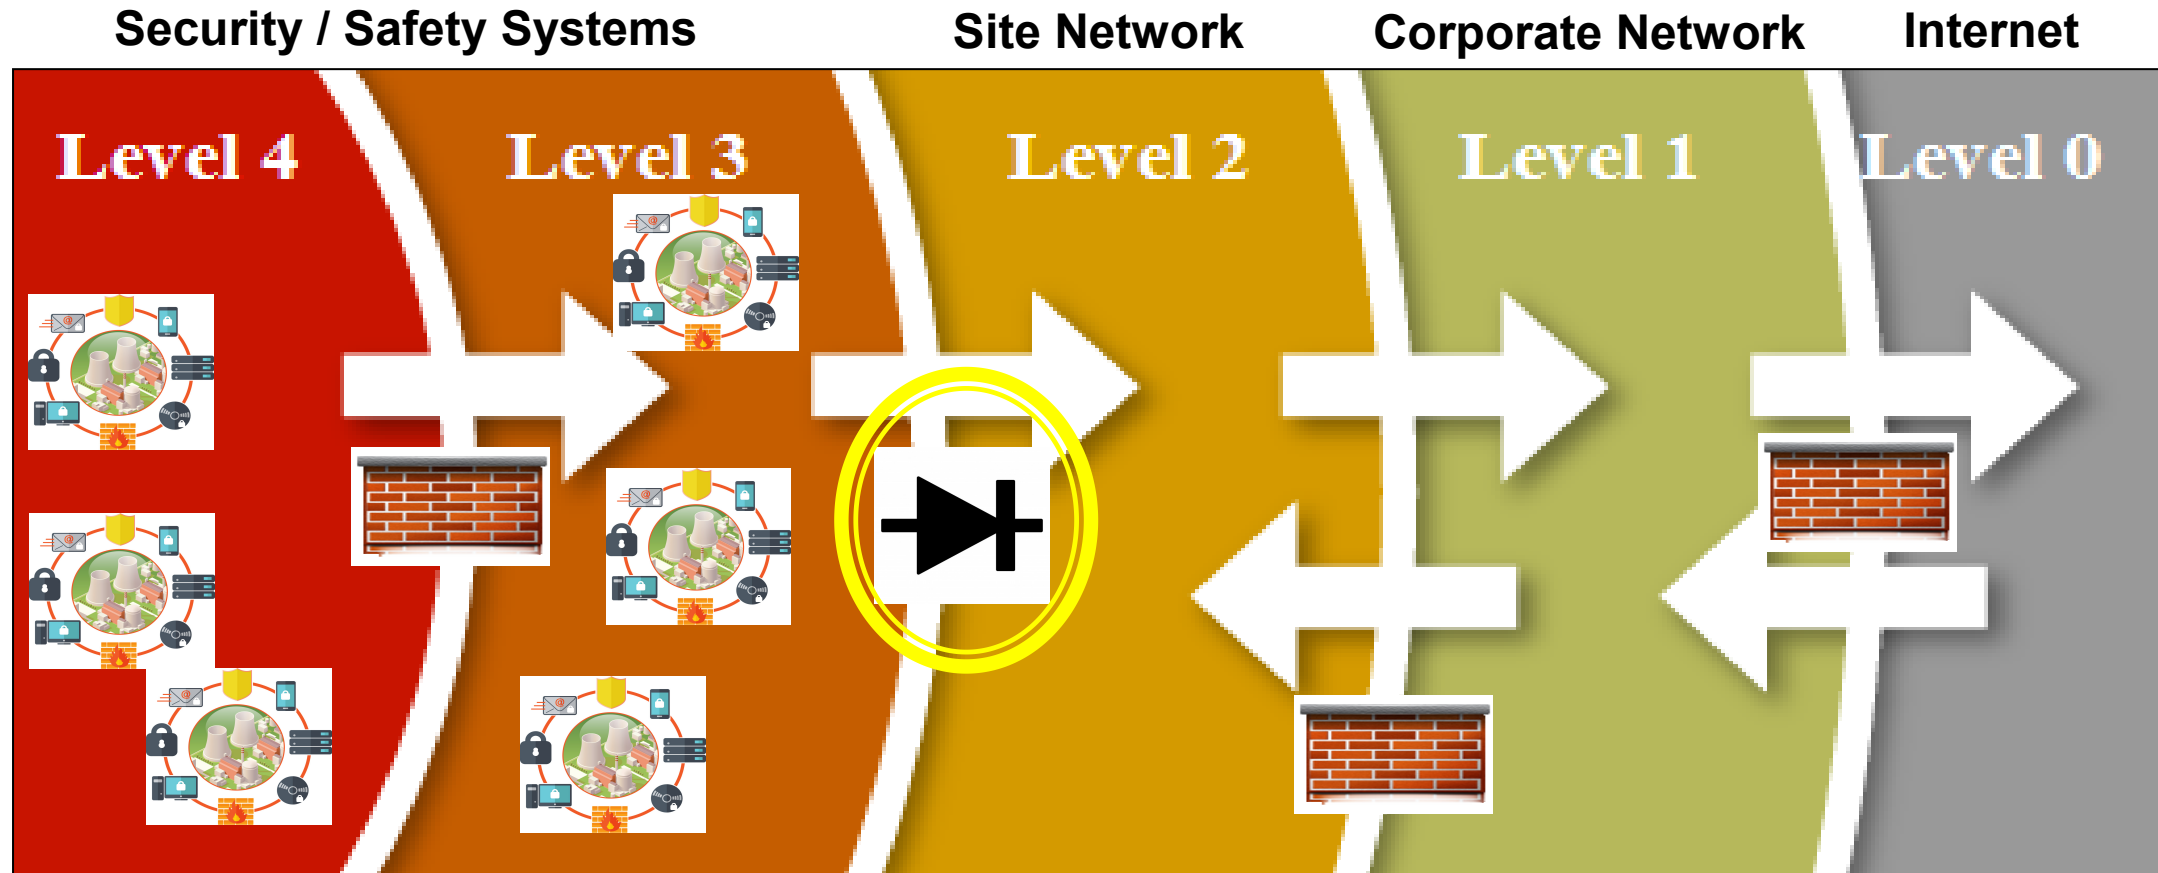 Security / Safety Systems Site Network Corporate Network Internet
Level 4 Level 3 Level 2 Level 1 Level 0